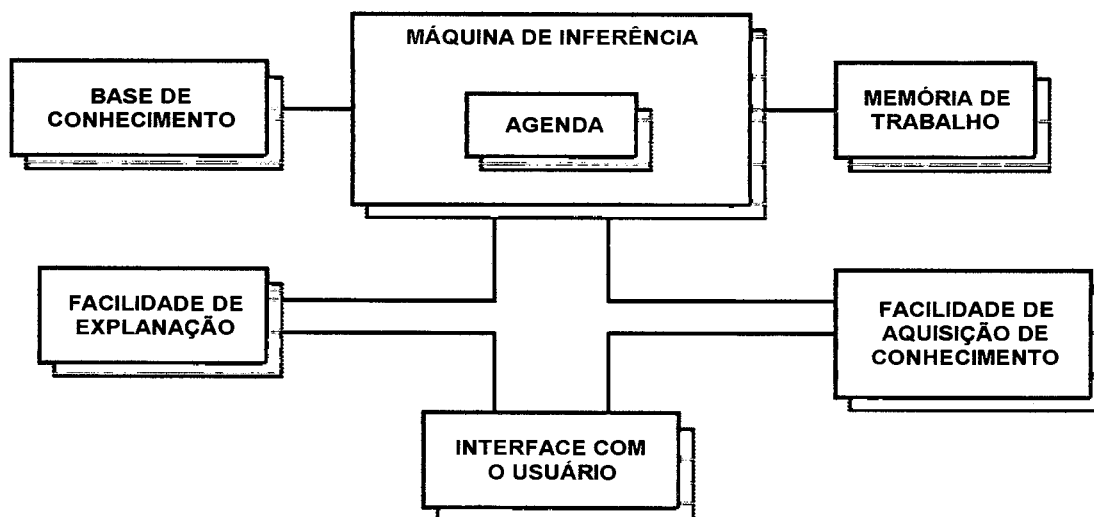 MÁQUINA DE INFERÊNCIA
BASE DE
CONHECIMENTO
AGENDA
MEMÓRIA DE
TRABALHO
FACILIDADE DE
EXPLANAÇÃO
FACILIDADE DE
AQUISIÇÃO DE
CONHECIMENTO
INTERFACE COM
O USUÁRIO